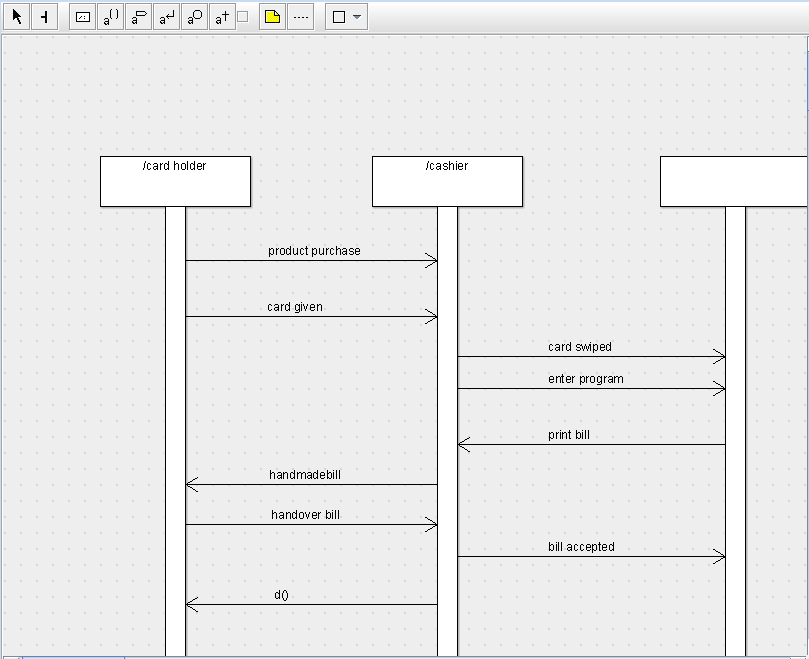 a()
a
a
a
a
/card holder
/cashier
product purchase
card given
card swiped
enter program
print bill
handmadebill
handover bill
bill accepted
d()